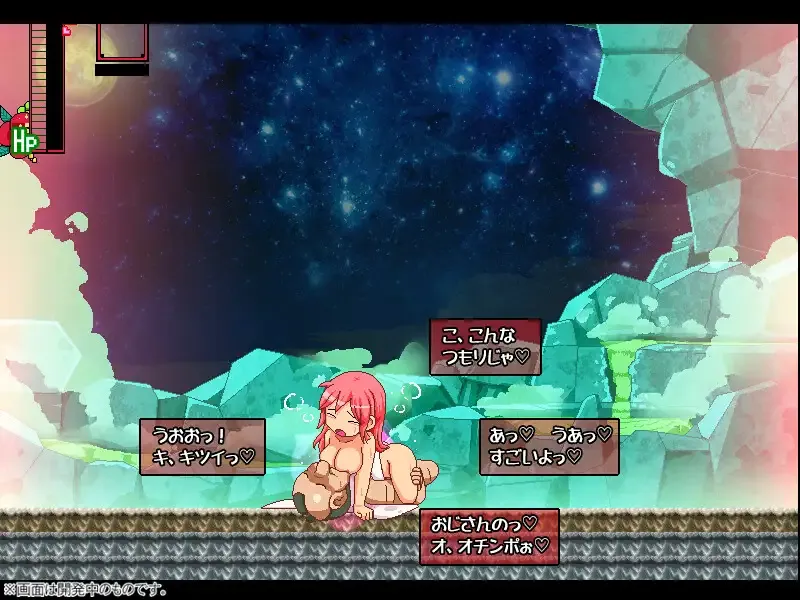 Hp
こ、こんな
つもりじゃ♡
うおおっ！
キ、キツイっ♡
あっ♡ うあっ♡
すごいよっ♡
おじさんのっ♡
オ、オチンポぉ♡
※画面は開発中のものです。